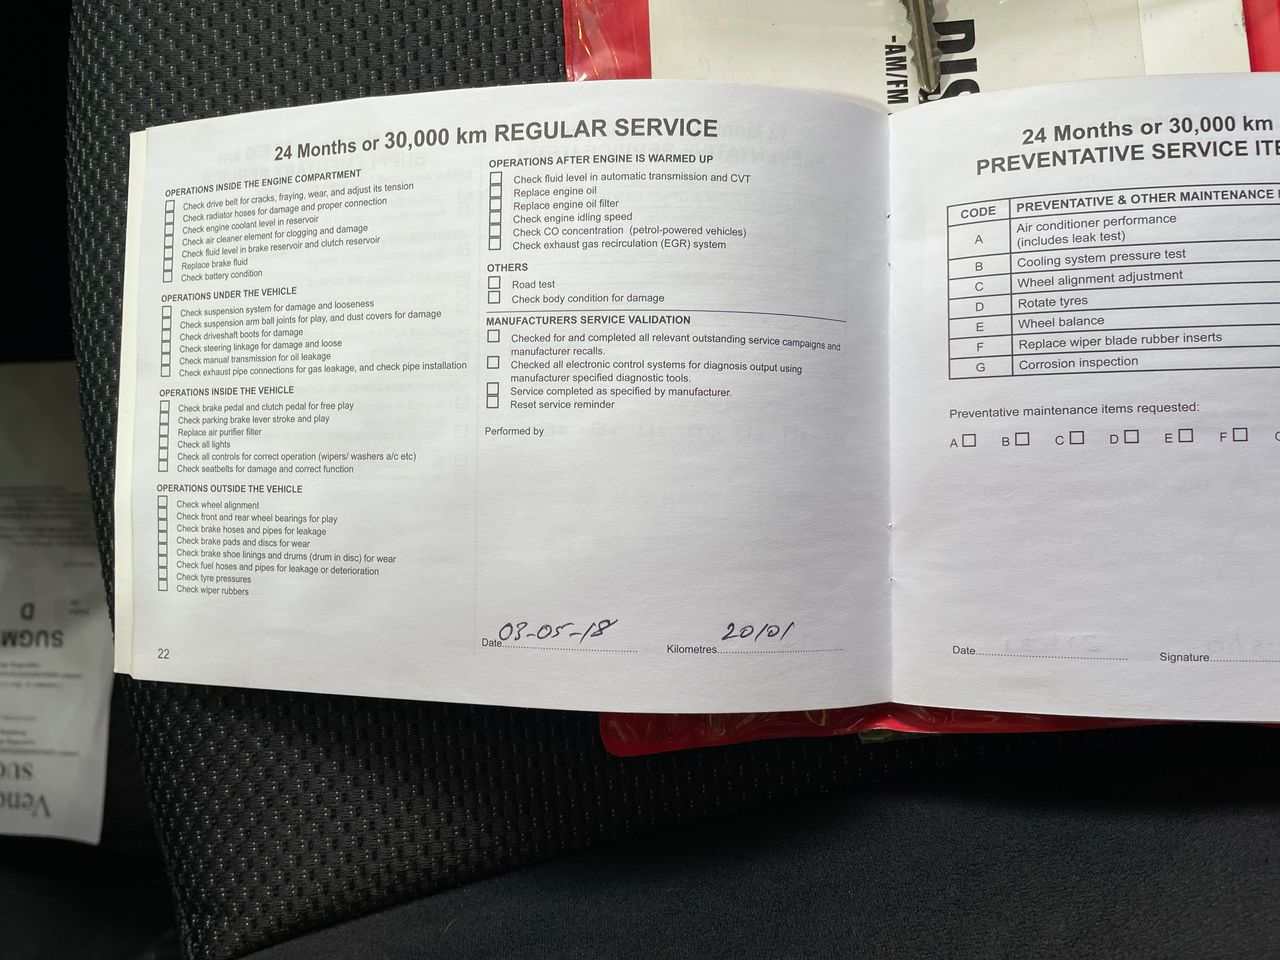 DIS
-AM/FM
24 Months or 30,000 km REGULAR SERVICE
OPERATIONS INSIDE THE ENGINE COMPARTMENT
Check drive belt for cracks, fraying, wear, and adjust its tension
Check radiator hoses for damage and proper connection
Check engine coolant level in reservoir
Check air cleaner element for clogging and damage
Check fluid level in brake reservoir and clutch reservoir
Replace brake fluid
Check battery condition
OPERATIONS UNDER THE VEHICLE
Check suspension system for damage and looseness
Check suspension arm ball joints for play, and dust covers for damage
Check driveshaft boots for damage
Check steering linkage for damage and loose
Check manual transmission for oil leakage
Check exhaust pipe connections for gas leakage, and check pipe installation
OPERATIONS INSIDE THE VEHICLE
Check brake pedal and clutch pedal for free play
Check parking brake lever stroke and play
Replace air purifier filter
Check all lights
Check all controls for correct operation (wipers/ washers a/c etc)
Check seatbelts for damage and correct function
OPERATIONS OUTSIDE THE VEHICLE
Check wheel alignment
Check front and rear wheel bearings for play
Check brake hoses and pipes for leakage
Check brake pads and discs for wear
Check brake shoe linings and drums (drum in disc) for wear
Check fuel hoses and pipes for leakage or deterioration
Check tyre pressures
Check wiper rubbers
22
OPERATIONS AFTER ENGINE IS WARMED UP
Check fluid level in automatic transmission and CVT
Replace engine oil
Replace engine oil filter
Check engine idling speed
Check CO concentration (petrol-powered vehicles)
Check exhaust gas recirculation (EGR) system
OTHERS
Road test
Check body condition for damage
MANUFACTURERS SERVICE VALIDATION
Checked for and completed all relevant outstanding service campaigns and
manufacturer recalls.
Checked all electronic control systems for diagnosis output using
manufacturer specified diagnostic tools.
Service completed as specified by manufacturer.
Reset service reminder
Performed by
Date 03-05-18 Kilometres 20101
24 Months or 30,000 km
PREVENTATIVE SERVICE ITE
CODE PREVENTATIVE & OTHER MAINTENANCE
A Air conditioner performance
(includes leak test)
B Cooling system pressure test
C Wheel alignment adjustment
D Rotate tyres
E Wheel balance
F Replace wiper blade rubber inserts
G Corrosion inspection
Preventative maintenance items requested:
A B C D E F
Date Signature
D
SUGM
SUG
Vend